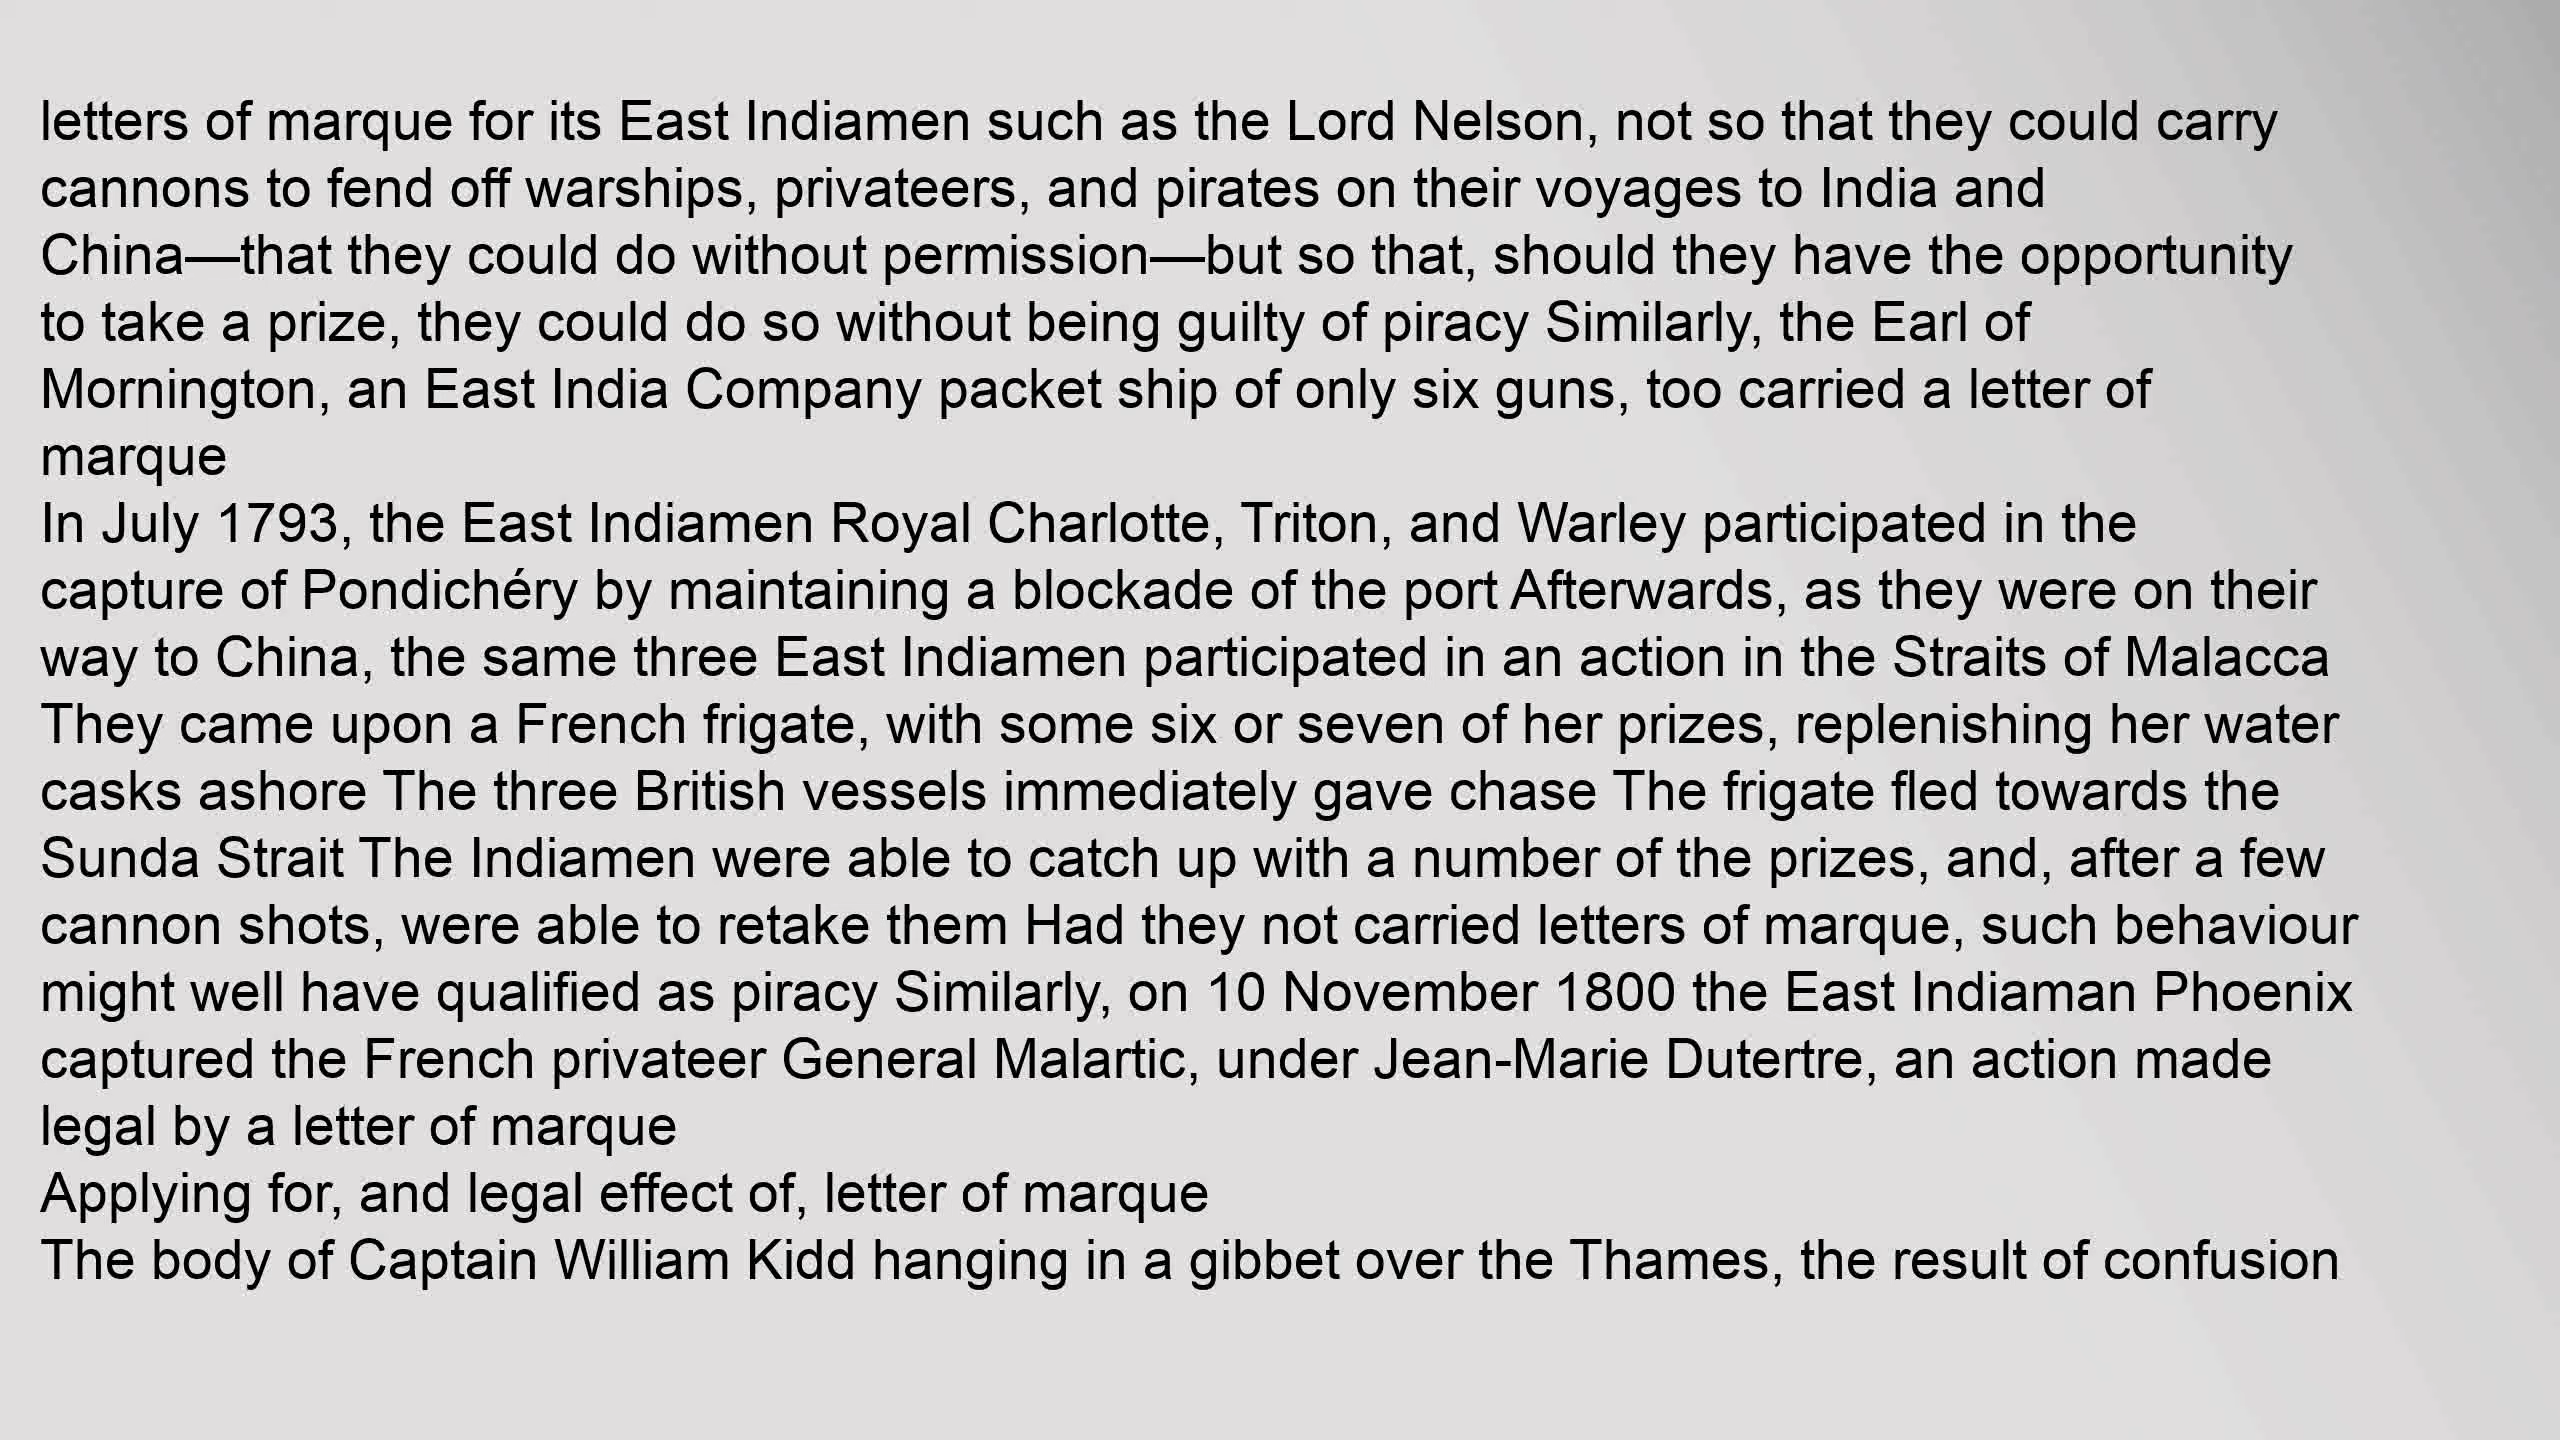 letters of marque for its East Indiamen such as the Lord Nelson, not so that they could carry
cannons to fend off warships, privateers, and pirates on their voyages to India and
China—that they could do without permission—but so that, should they have the opportunity
to take a prize, they could do so without being guilty of piracy Similarly, the Earl of
Mornington, an East India Company packet ship of only six guns, too carried a letter of
marque
In July 1793, the East Indiamen Royal Charlotte, Triton, and Warley participated in the
capture of Pondichéry by maintaining a blockade of the port Afterwards, as they were on their
way to China, the same three East Indiamen participated in an action in the Straits of Malacca
They came upon a French frigate, with some six or seven of her prizes, replenishing her water
casks ashore The three British vessels immediately gave chase The frigate fled towards the
Sunda Strait The Indiamen were able to catch up with a number of the prizes, and, after a few
cannon shots, were able to retake them Had they not carried letters of marque, such behaviour
might well have qualified as piracy Similarly, on 10 November 1800 the East Indiaman Phoenix
captured the French privateer General Malartic, under Jean-Marie Dutertre, an action made
legal by a letter of marque
Applying for, and legal effect of, letter of marque
The body of Captain William Kidd hanging in a gibbet over the Thames, the result of confusion